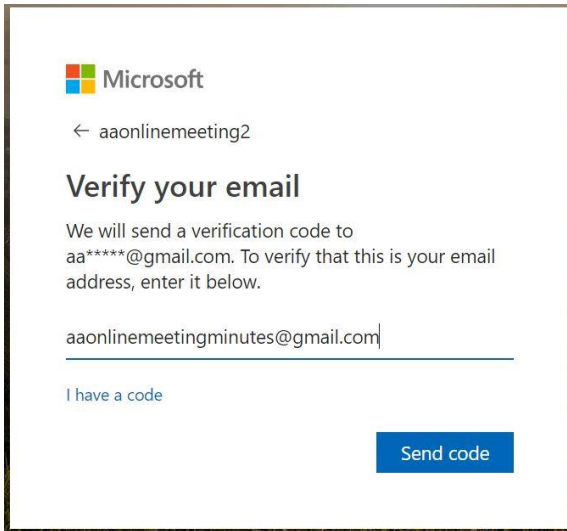 Microsoft
← aaonlinemeeting2
Verify your email
We will send a verification code to
aa*****@gmail.com. To verify that this is your email
address, enter it below.
aaonlinemeetingminutes@gmail.com
I have a code
Send code